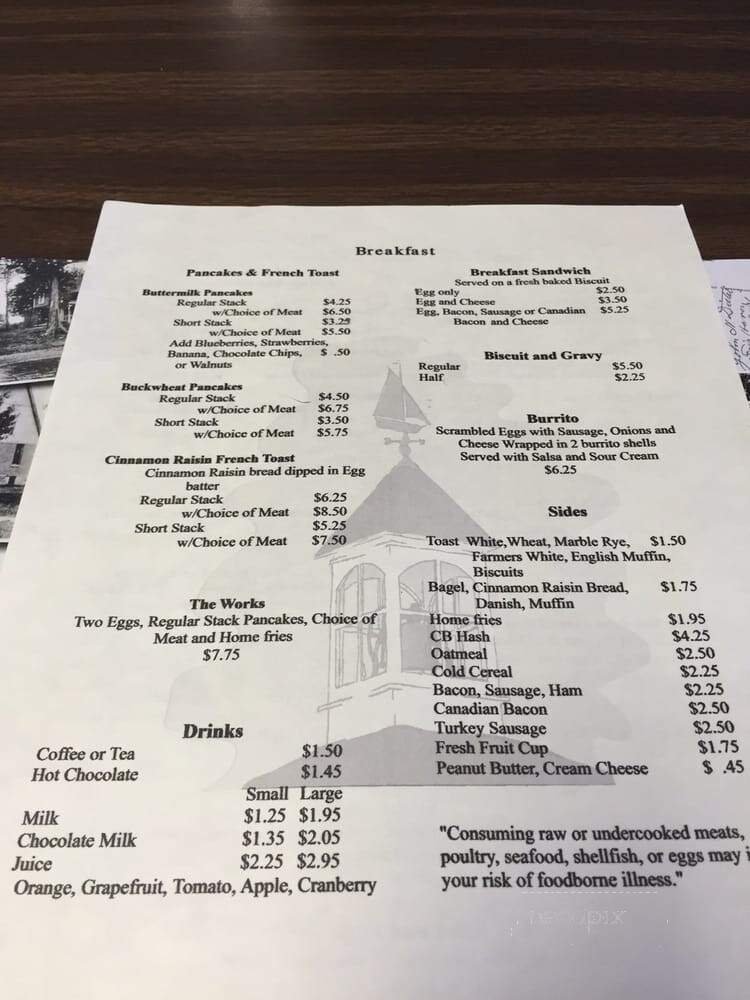 Breakfast
Pancakes & French Toast
Buttermilk Pancakes
Regular Stack $4.25
w/Choice of Meat $6.50
Short Stack $3.25
w/Choice of Meat $5.50
Add Blueberries, Strawberries,
Banana, Chocolate Chips, $ .50
or Walnuts
Buckwheat Pancakes
Regular Stack $4.50
w/Choice of Meat $6.75
Short Stack $3.50
w/Choice of Meat $5.75
Cinnamon Raisin French Toast
Cinnamon Raisin bread dipped in Egg
batter
Regular Stack $6.25
w/Choice of Meat $8.50
Short Stack $5.25
w/Choice of Meat $7.50
The Works
Two Eggs, Regular Stack Pancakes, Choice of
Meat and Home fries
$7.75
Drinks
Coffee or Tea $1.50
Hot Chocolate $1.45
Small Large
Milk $1.25 $1.95
Chocolate Milk $1.35 $2.05
Juice $2.25 $2.95
Orange, Grapefruit, Tomato, Apple, Cranberry
Breakfast Sandwich
Served on a fresh baked Biscuit
Egg only $2.50
Egg and Cheese $3.50
Egg, Bacon, Sausage or Canadian $5.25
Bacon and Cheese
Biscuit and Gravy
Regular $5.50
Half $2.25
Burrito
Scrambled Eggs with Sausage, Onions and
Cheese Wrapped in 2 burrito shells
Served with Salsa and Sour Cream
$6.25
Sides
Toast White,Wheat, Marble Rye, $1.50
Farmers White, English Muffin,
Biscuits
Bagel, Cinnamon Raisin Bread, $1.75
Danish, Muffin
Home fries $1.95
CB Hash $4.25
Oatmeal $2.50
Cold Cereal $2.25
Bacon, Sausage, Ham $2.25
Canadian Bacon $2.50
Turkey Sausage $2.50
Fresh Fruit Cup $1.75
Peanut Butter, Cream Cheese $ .45
"Consuming raw or undercooked meats,
poultry, seafood, shellfish, or eggs may i
your risk of foodborne illness."